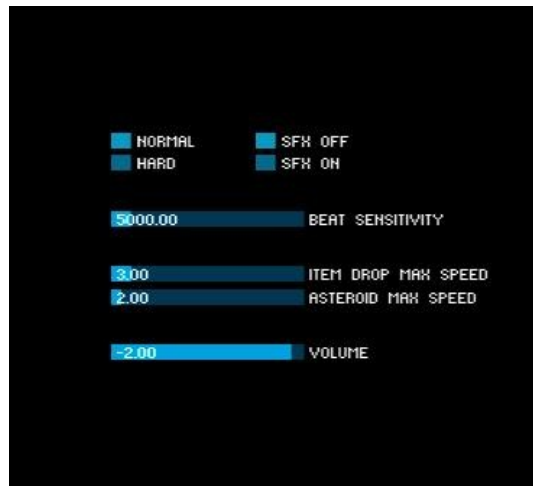 NORMAL SFX OFF
HARD SFX ON
5000.00 BEAT SENSITIVITY
3.00 ITEM DROP MAX SPEED
2.00 ASTEROID MAX SPEED
-2.00 VOLUME